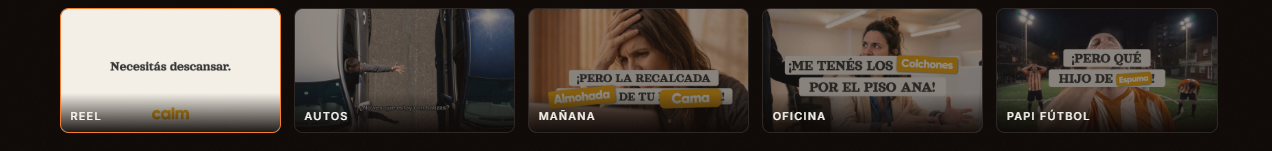 Necesitás descansar.
calm
REEL
AUTOS
¡PERO LA RECALCADA
Almohada DE TU Cama !
MAÑANA
¡ME TENÉS LOS Colchones
POR EL PISO ANA!
OFICINA
¡PERO QUÉ
HIJO DE Espuma !
PAPI FÚTBOL